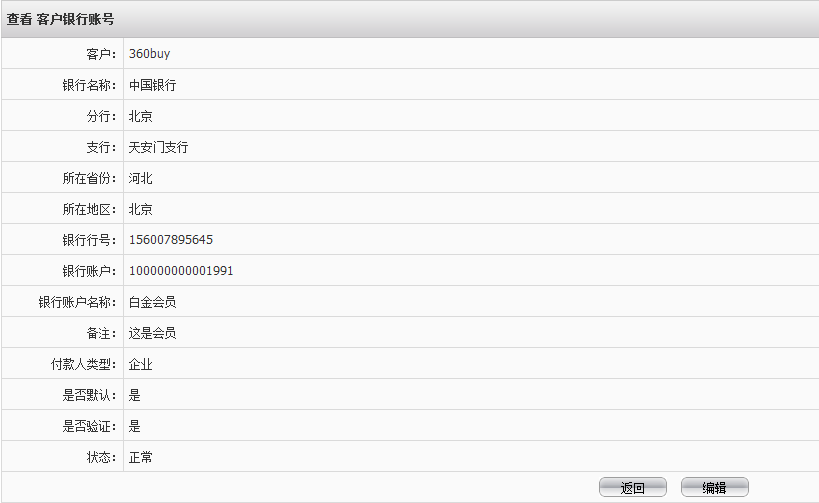 查看 客户银行账号
客户： 360buy
银行名称： 中国银行
分行： 北京
支行： 天安门支行
所在省份： 河北
所在地区： 北京
银行行号： 156007895645
银行账户： 100000000001991
银行账户名称： 白金会员
备注： 这是会员
付款人类型： 企业
是否默认： 是
是否验证： 是
状态： 正常
返回 编辑